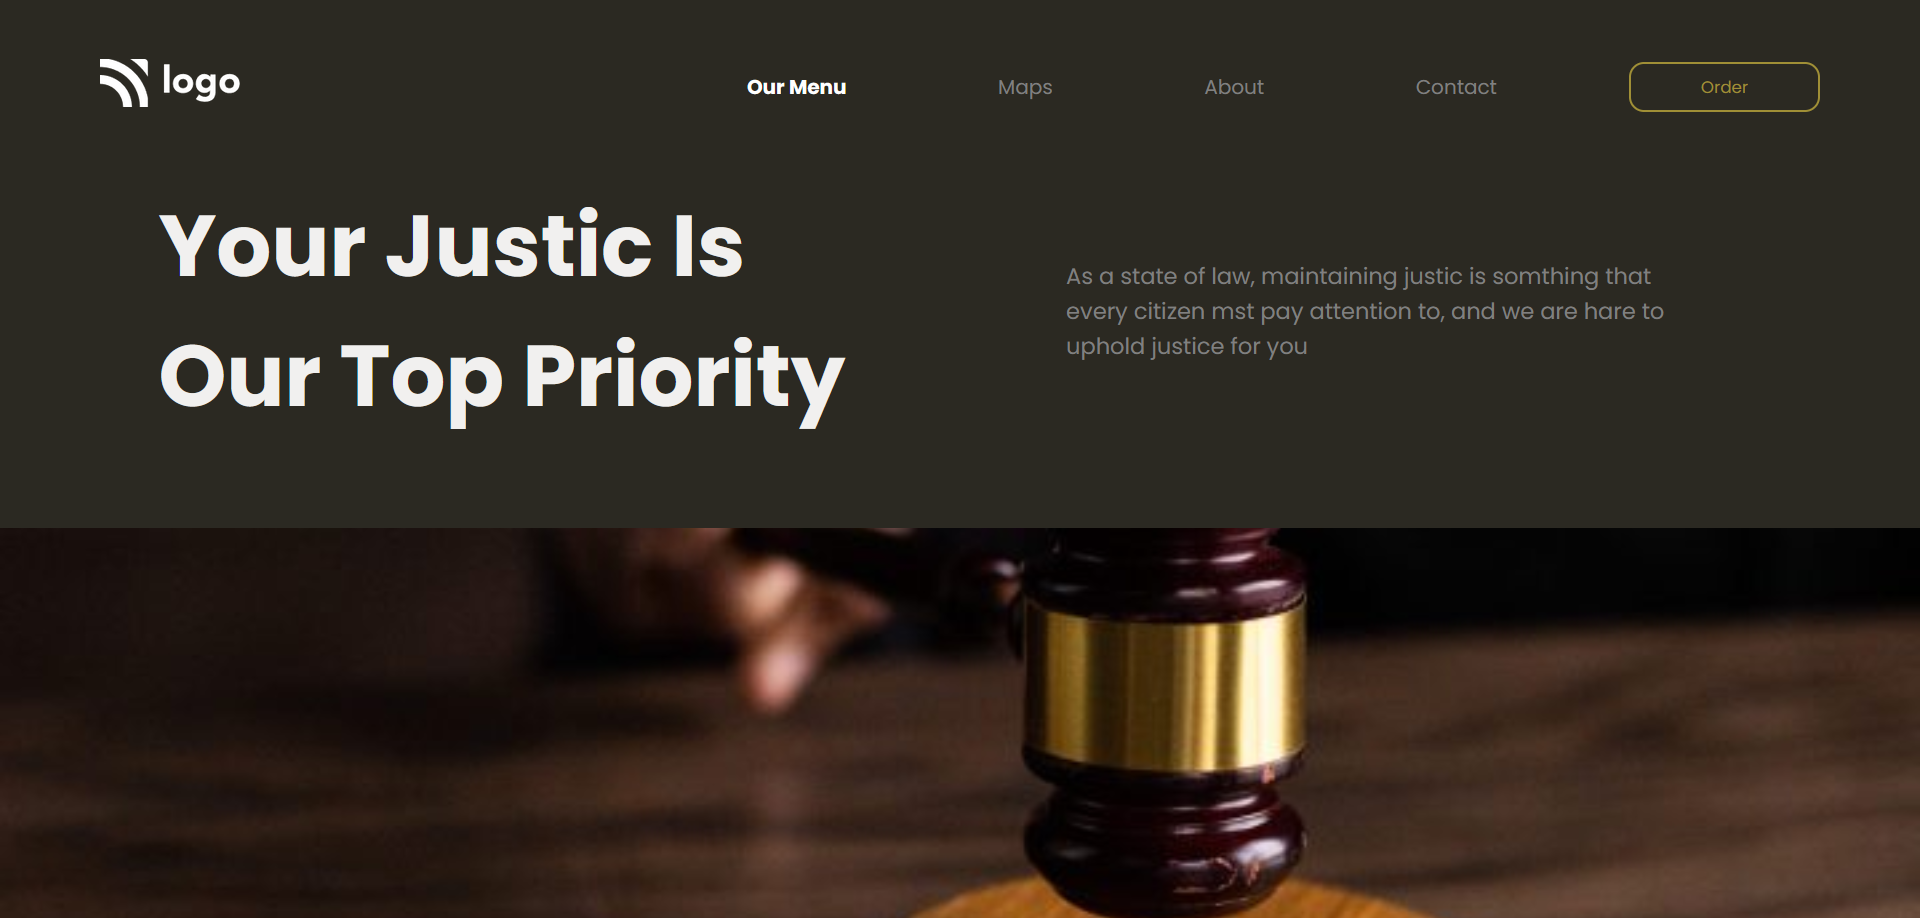 logo
Our Menu
Maps
About
Contact
Order
Your Justic Is
Our Top Priority
As a state of law, maintaining justic is somthing that
every citizen mst pay attention to, and we are hare to
uphold justice for you